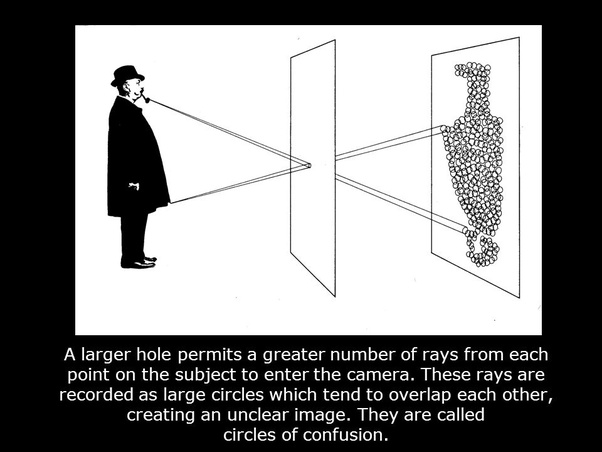 A larger hole permits a greater number of rays from each
point on the subject to enter the camera. These rays are
recorded as large circles which tend to overlap each other,
creating an unclear image. They are called
circles of confusion.